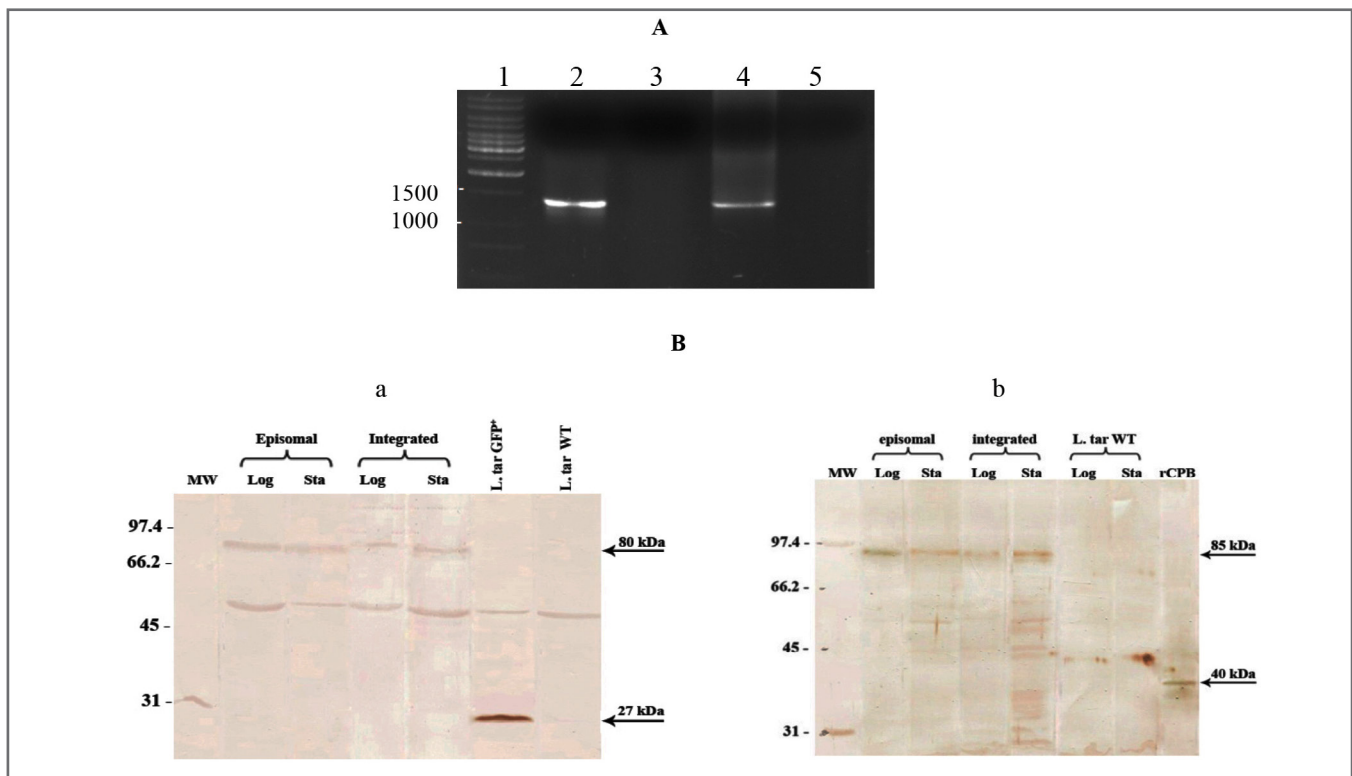 A
1 2 3 4 5
1500
1000
B
a
Episomal Integrated L. tar GFP+ L. tar WT
MW Log Sta Log Sta
97.4 -
66.2 -
45 -
31 -
80 kDa
27 kDa
b
episomal integrated L. tar WT
MW Log Sta Log Sta Log Sta rCPB
97.4 -
66.2 -
45 -
31 -
85 kDa
40 kDa